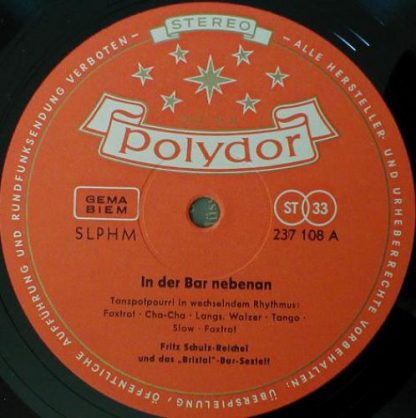 STEREO
Polydor
GEMA
BIEM
ST 33
SLPHM
237 108 A
In der Bar nebenan
Tanzpotpourri in wechselndem Rhythmus:
Foxtrot · Cha-Cha · Langs. Walzer · Tango ·
Slow · Foxtrot
Fritz Schulz-Reichel
und das „Bristol"-Bar-Sextett
– ALLE HERSTELLER- UND URHEBERRECHTE VORBEHALTEN: ÜBERSPIELUNG, ÖFFENTLICHE AUFFÜHRUNG UND RUNDFUNKSENDUNG VERBOTEN –